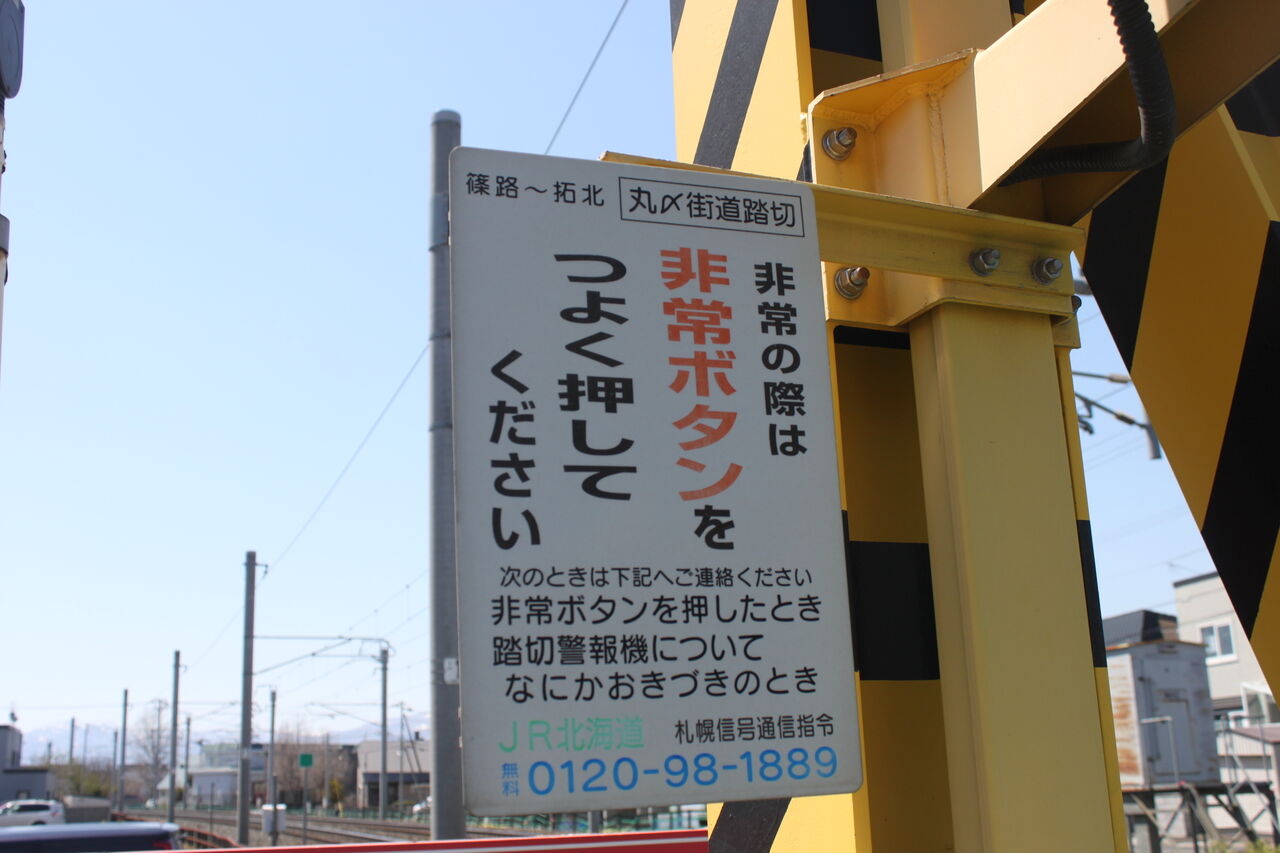 篠路～拓北 丸〆街道踏切
非常の際は
非常ボタンを
つよく押して
ください
次のときは下記へご連絡ください
非常ボタンを押したとき
踏切警報機について
なにかおきづきのとき
JR北海道 札幌信号通信指令
無料 0120-98-1889